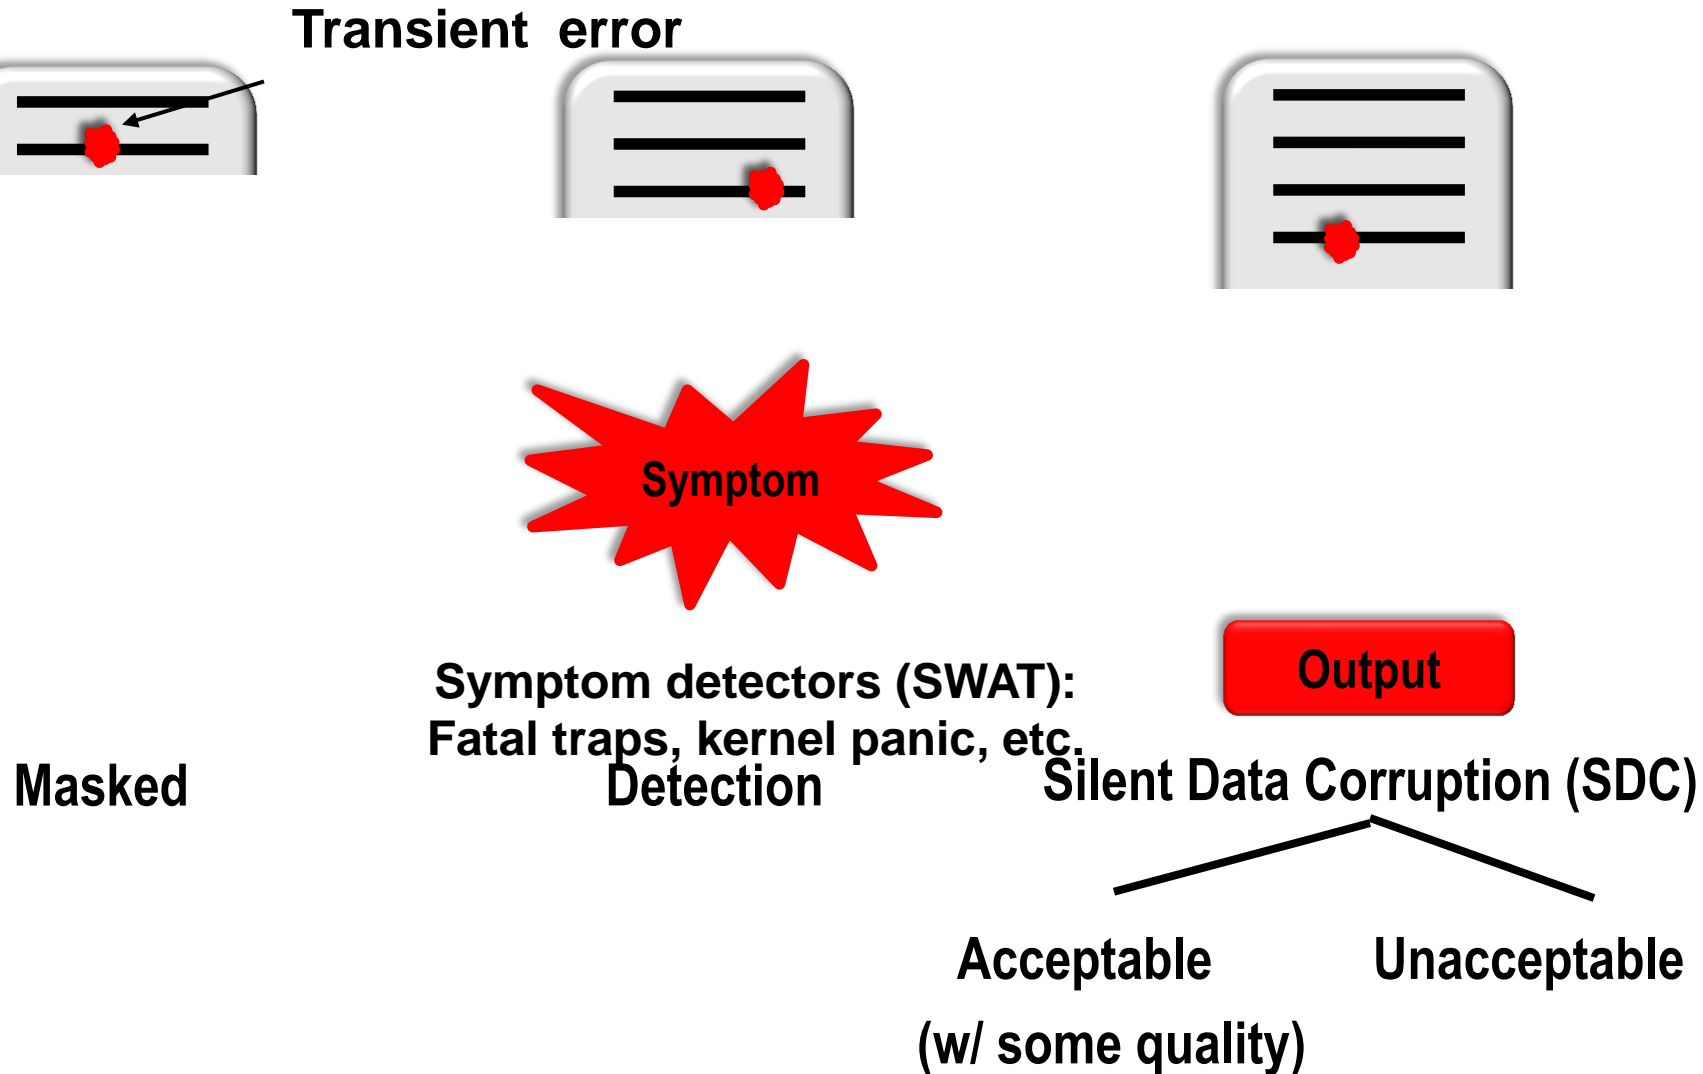 Transient error
Symptom
Output
Symptom detectors (SWAT):
Fatal traps, kernel panic, etc.
Masked
Detection
Silent Data Corruption (SDC)
Acceptable
Unacceptable
(w/ some quality)